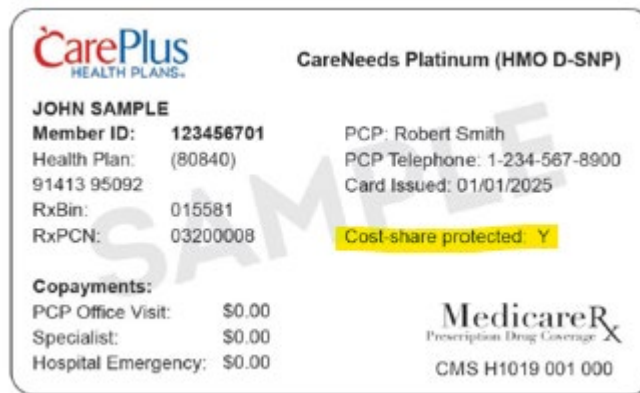 CarePlus
HEALTH PLANS.
CareNeeds Platinum (HMO D-SNP)
JOHN SAMPLE
Member ID: 123456701
Health Plan: (80840)
91413 95092
RxBin: 015581
RxPCN: 03200008
PCP: Robert Smith
PCP Telephone: 1-234-567-8900
Card Issued: 01/01/2025
Cost-share protected: Y
SAMPLE
Copayments:
PCP Office Visit: $0.00
Specialist: $0.00
Hospital Emergency: $0.00
MedicareRx
Prescription Drug Coverage
CMS H1019 001 000